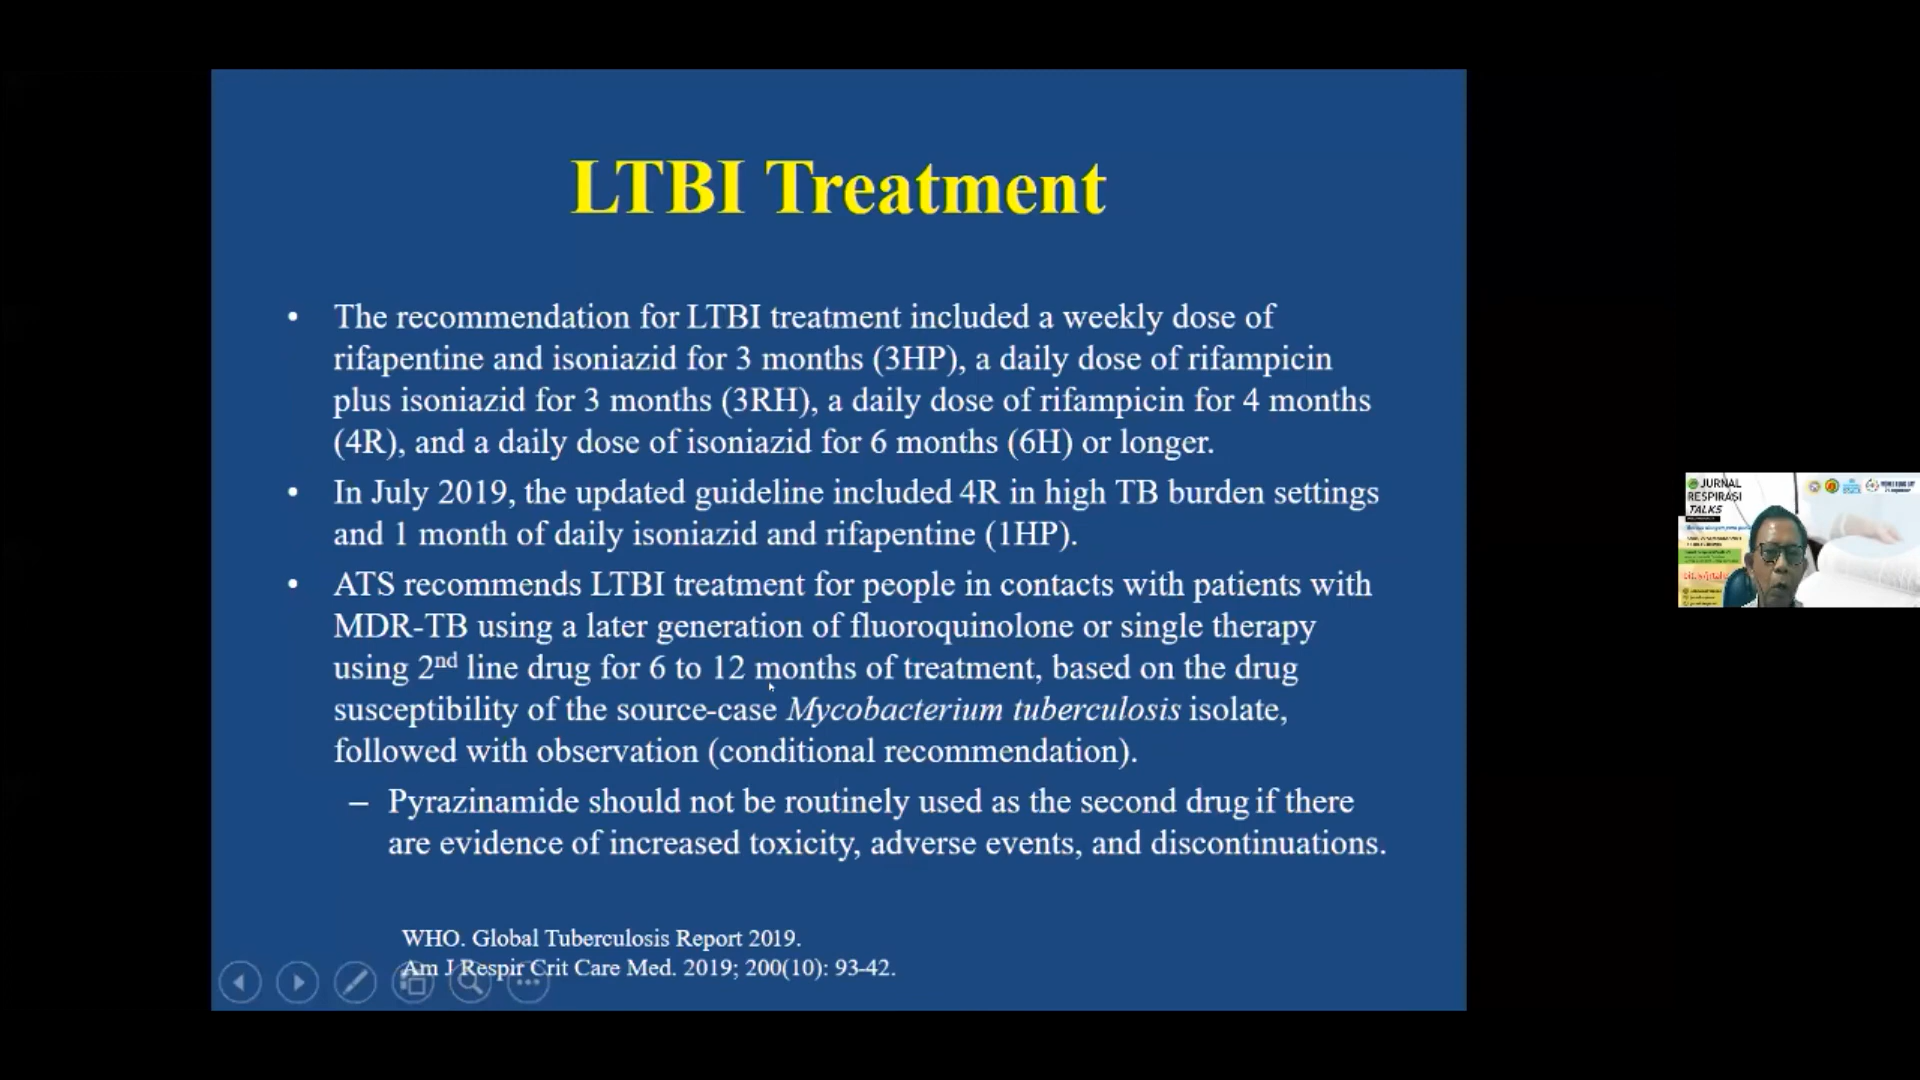 LTBI Treatment
• The recommendation for LTBI treatment included a weekly dose of
rifapentine and isoniazid for 3 months (3HP), a daily dose of rifampicin
plus isoniazid for 3 months (3RH), a daily dose of rifampicin for 4 months
(4R), and a daily dose of isoniazid for 6 months (6H) or longer.
• In July 2019, the updated guideline included 4R in high TB burden settings
and 1 month of daily isoniazid and rifapentine (1HP).
• ATS recommends LTBI treatment for people in contacts with patients with
MDR-TB using a later generation of fluoroquinolone or single therapy
using 2nd line drug for 6 to 12 months of treatment, based on the drug
susceptibility of the source-case Mycobacterium tuberculosis isolate,
followed with observation (conditional recommendation).
– Pyrazinamide should not be routinely used as the second drug if there
are evidence of increased toxicity, adverse events, and discontinuations.
WHO. Global Tuberculosis Report 2019.
Am J Respir Crit Care Med. 2019; 200(10): 93-42.
JURNAL
RESPIRASI
TALKS